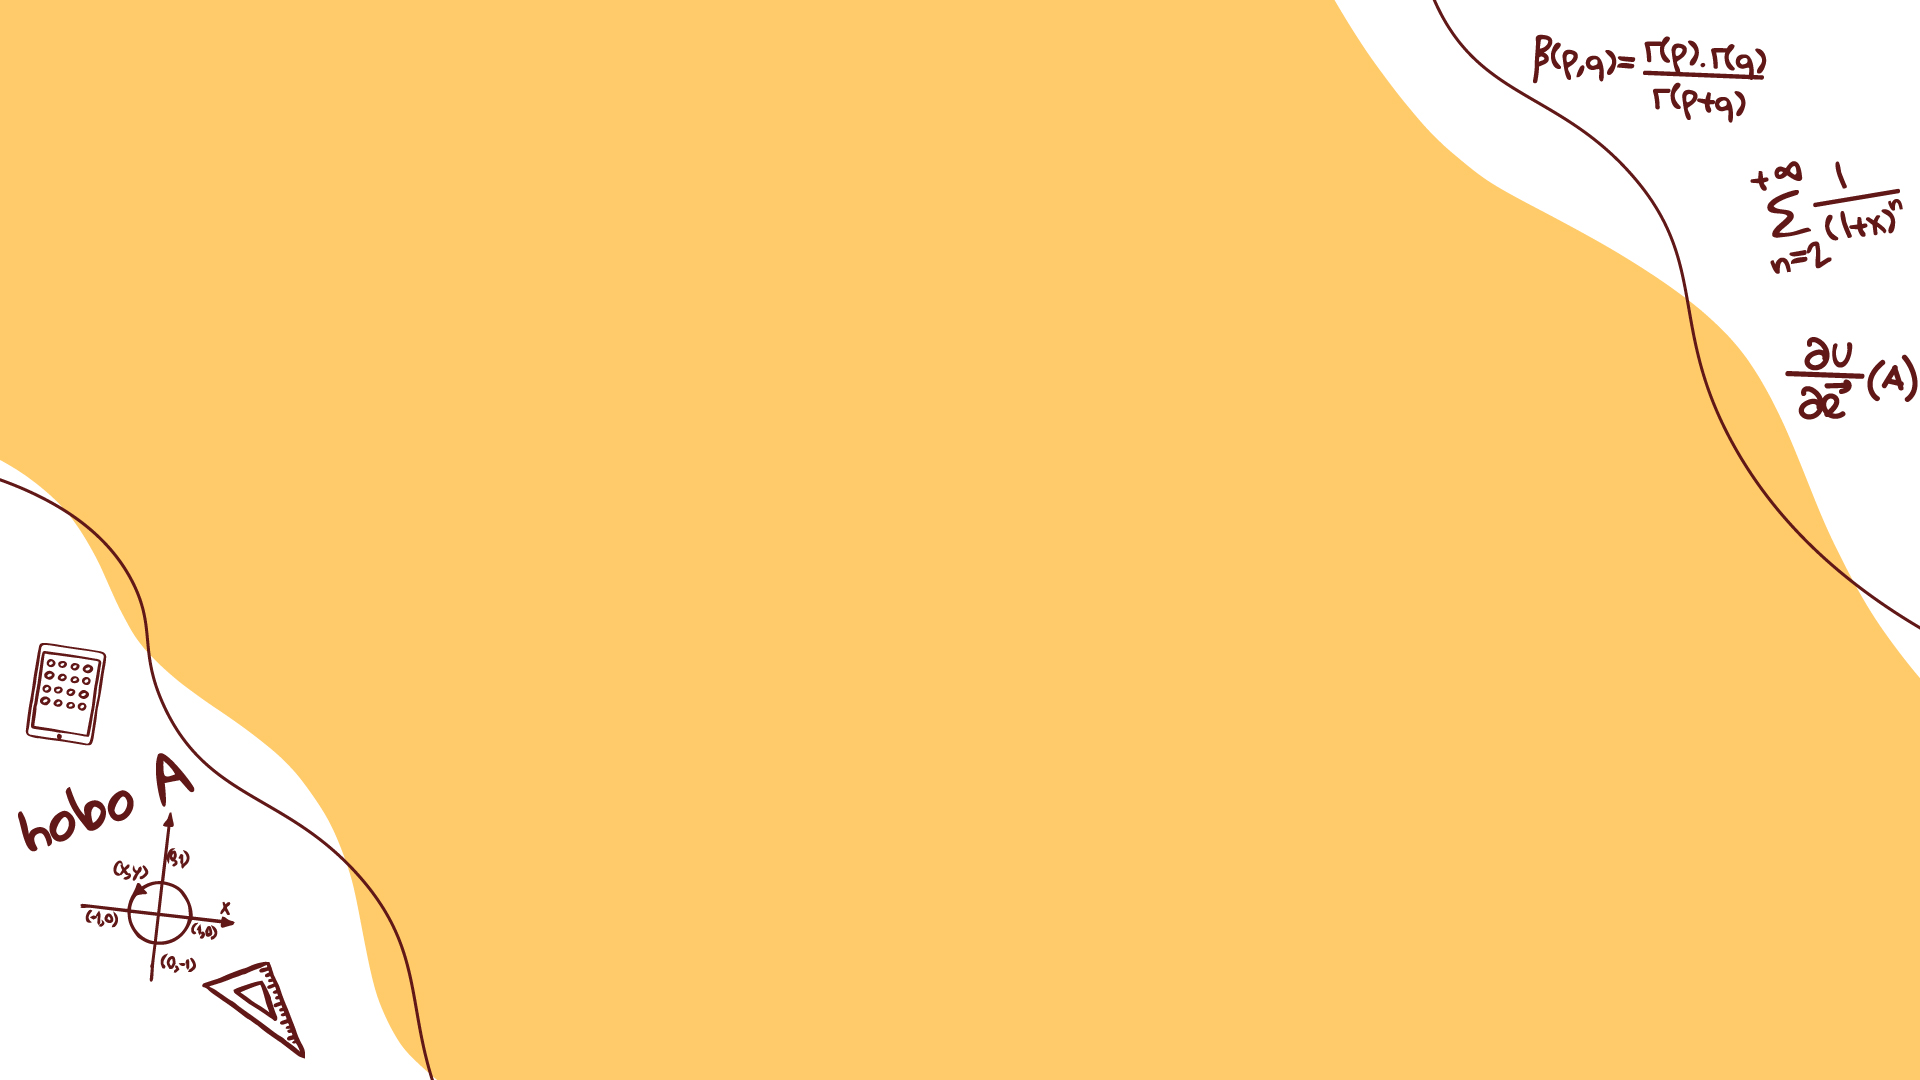 β(p,q)=Γ(p).Γ(q)
Γ(p+q)
+∞
1
Σ
(1+x)ⁿ
n=2
∂U
∂e⃗
(A)
hobo A
(x,y)
(0,1)
x
(-1,0)
(1,0)
(0,-1)